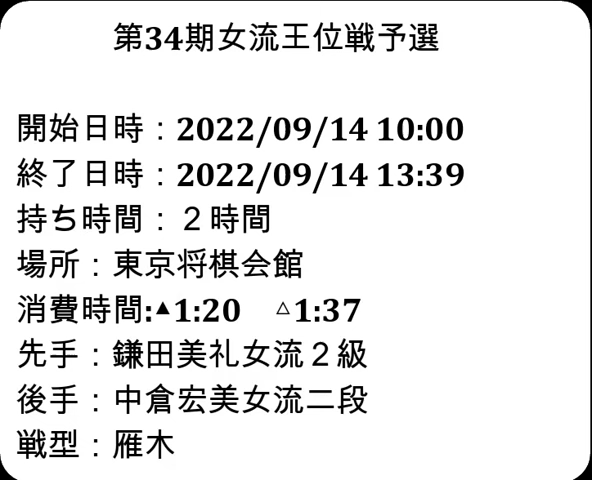 第34期女流王位戦予選
開始日時：2022/09/14 10:00
終了日時：2022/09/14 13:39
持ち時間：２時間
場所：東京将棋会館
消費時間:▲1:20　△1:37
先手：鎌田美礼女流２級
後手：中倉宏美女流二段
戦型：雁木